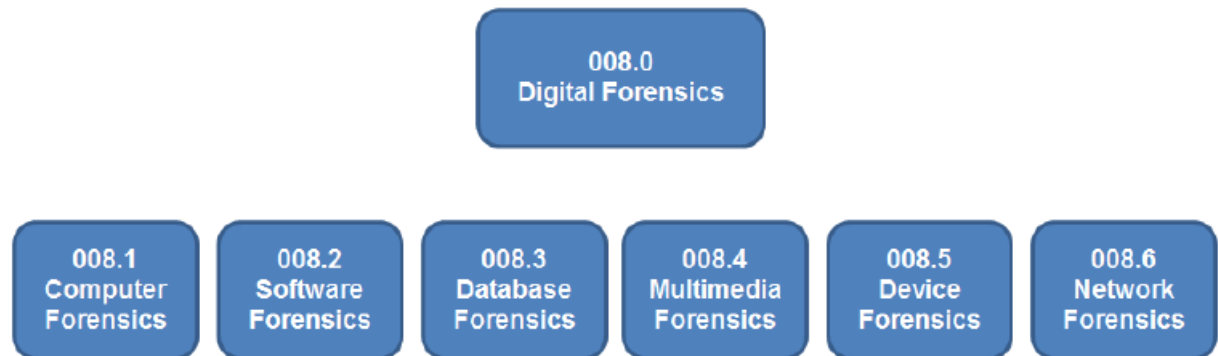 008.0
Digital Forensics
008.1
Computer
Forensics
008.2
Software
Forensics
008.3
Database
Forensics
008.4
Multimedia
Forensics
008.5
Device
Forensics
008.6
Network
Forensics